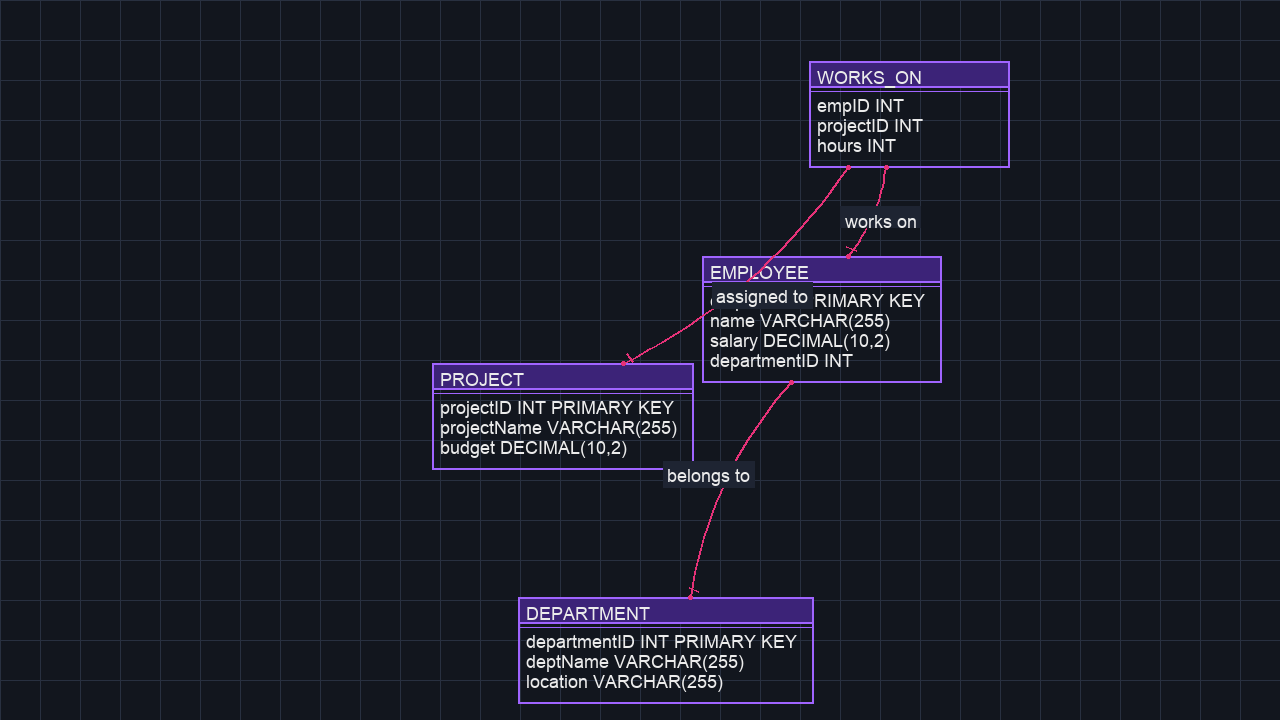 WORKS_ON
empID INT
projectID INT
hours INT
works on
EMPLOYEE
assigned to
RIMARY KEY
name VARCHAR(255)
salary DECIMAL(10,2)
departmentID INT
PROJECT
projectID INT PRIMARY KEY
projectName VARCHAR(255)
budget DECIMAL(10,2)
belongs to
DEPARTMENT
departmentID INT PRIMARY KEY
deptName VARCHAR(255)
location VARCHAR(255)